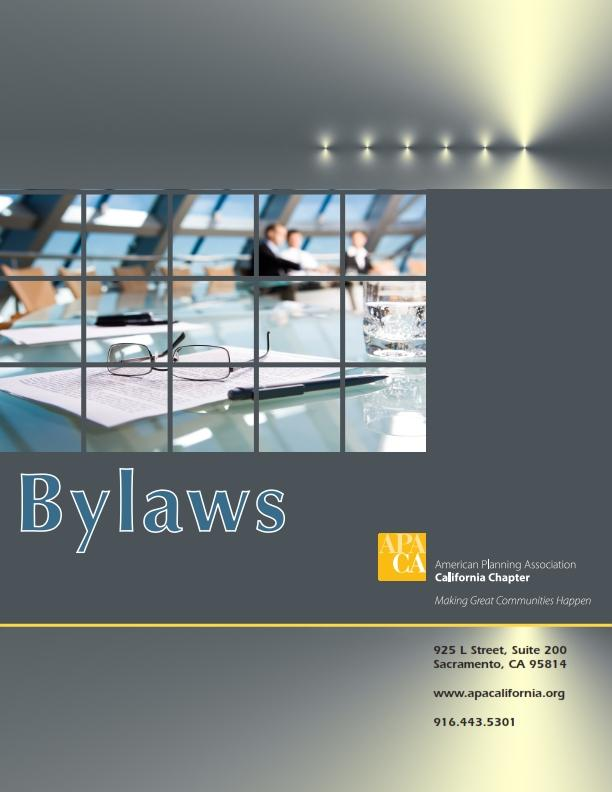 Bylaws
APA
CA
American Planning Association
California Chapter
Making Great Communities Happen
925 L Street, Suite 200
Sacramento, CA 95814
www.apacalifornia.org
916.443.5301